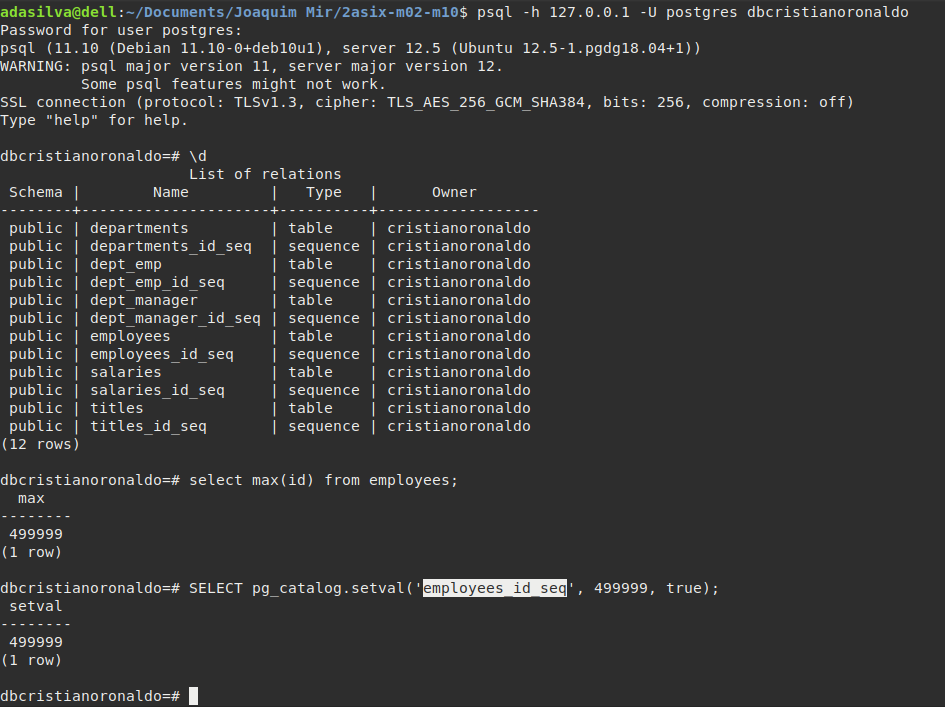 adasilva@dell:~/Documents/Joaquim Mir/2asix-m02-m10$ psql -h 127.0.0.1 -U postgres dbcristianoronaldo
Password for user postgres:
psql (11.10 (Debian 11.10-0+deb10u1), server 12.5 (Ubuntu 12.5-1.pgdg18.04+1))
WARNING: psql major version 11, server major version 12.
         Some psql features might not work.
SSL connection (protocol: TLSv1.3, cipher: TLS_AES_256_GCM_SHA384, bits: 256, compression: off)
Type "help" for help.

dbcristianoronaldo=# \d
                     List of relations
 Schema |        Name         |   Type   |      Owner
--------+---------------------+----------+------------------
 public | departments         | table    | cristianoronaldo
 public | departments_id_seq  | sequence | cristianoronaldo
 public | dept_emp            | table    | cristianoronaldo
 public | dept_emp_id_seq     | sequence | cristianoronaldo
 public | dept_manager        | table    | cristianoronaldo
 public | dept_manager_id_seq | sequence | cristianoronaldo
 public | employees           | table    | cristianoronaldo
 public | employees_id_seq    | sequence | cristianoronaldo
 public | salaries            | table    | cristianoronaldo
 public | salaries_id_seq     | sequence | cristianoronaldo
 public | titles              | table    | cristianoronaldo
 public | titles_id_seq       | sequence | cristianoronaldo
(12 rows)

dbcristianoronaldo=# select max(id) from employees;
  max
--------
 499999
(1 row)

dbcristianoronaldo=# SELECT pg_catalog.setval('employees_id_seq', 499999, true);
 setval
--------
 499999
(1 row)

dbcristianoronaldo=#